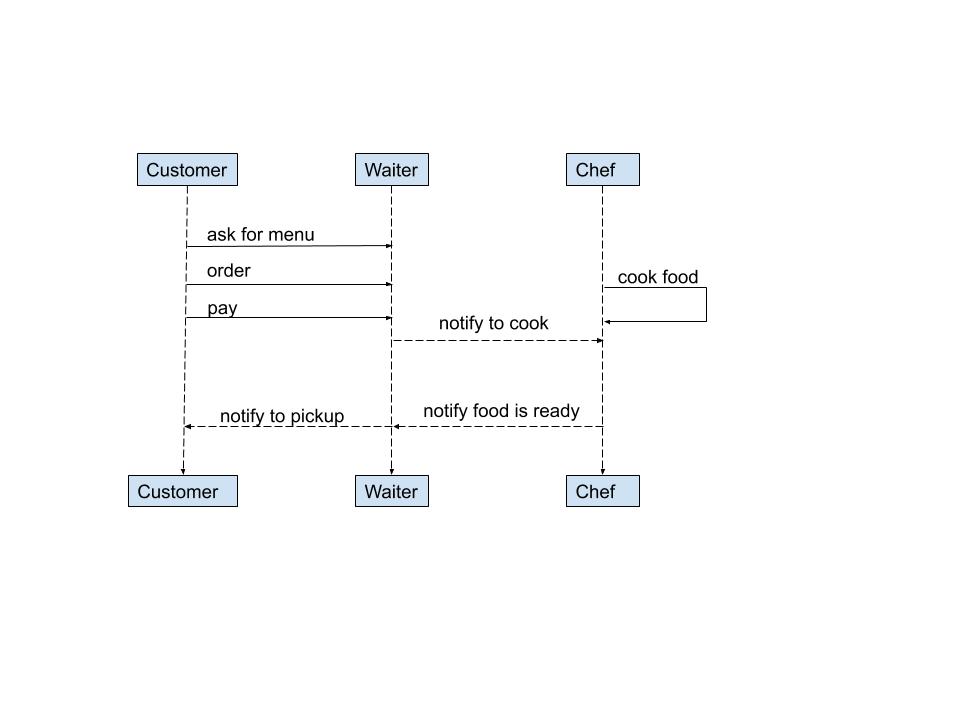 Customer
Waiter
Chef
ask for menu
order
cook food
pay
notify to cook
notify to pickup
notify food is ready
Customer
Waiter
Chef